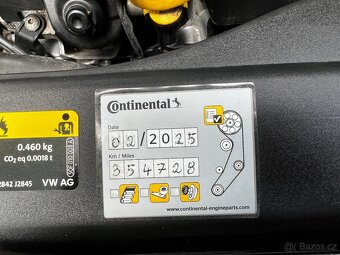 Continental
Date
02/2025
Km / Miles
354728
www.continental-engineparts.com
0.460 kg
CO₂ eq 0.0018 t
2842 J2845 VW AG
© Bazos.cz